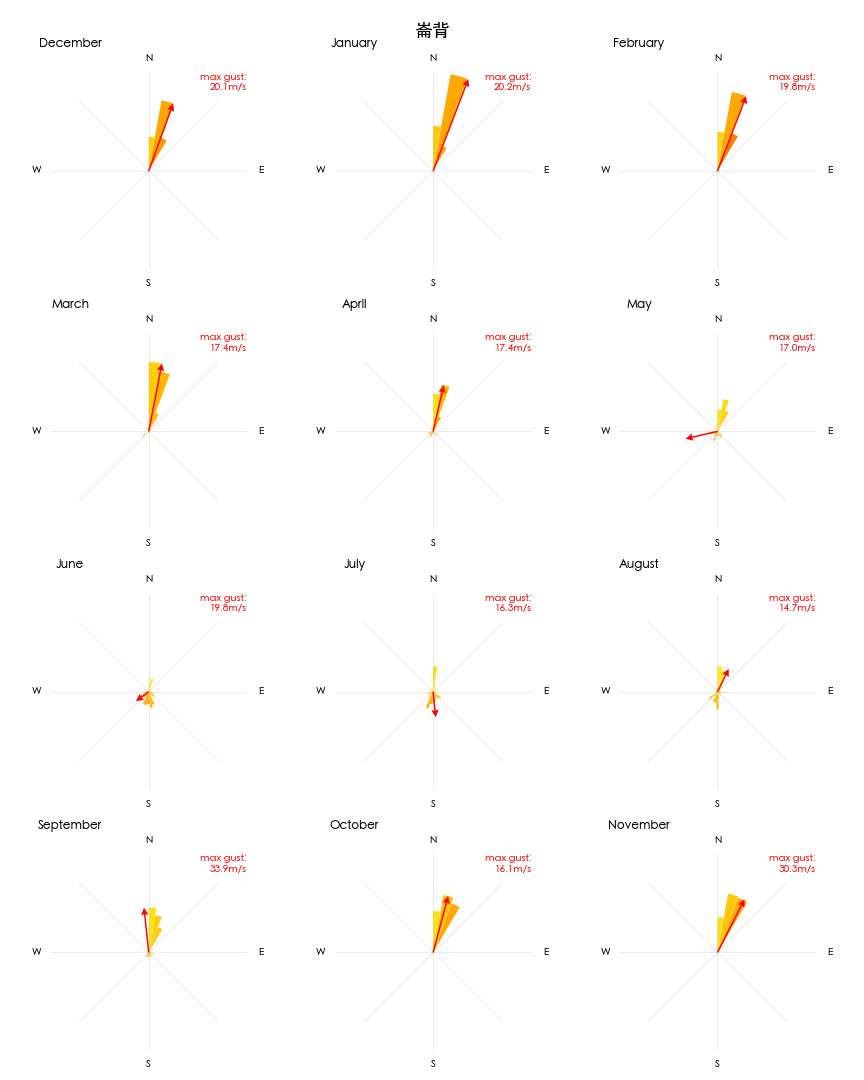 崙背
December
N
max gust:
20.1m/s
W
E
S
January
N
max gust:
20.2m/s
W
E
S
February
N
max gust:
19.8m/s
W
E
S
March
N
max gust:
17.4m/s
W
E
S
April
N
max gust:
17.4m/s
W
E
S
May
N
max gust:
17.0m/s
W
E
S
June
N
max gust:
19.8m/s
W
E
S
July
N
max gust:
16.3m/s
W
E
S
August
N
max gust:
14.7m/s
W
E
S
September
N
max gust:
33.9m/s
W
E
S
October
N
max gust:
16.1m/s
W
E
S
November
N
max gust:
30.3m/s
W
E
S